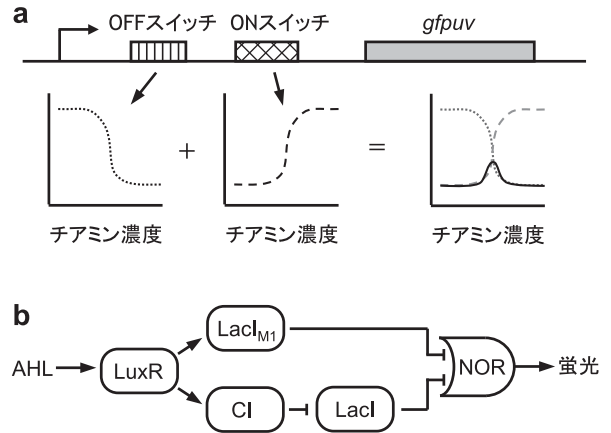 a
OFFスイッチ ONスイッチ gfpuv
+ =
チアミン濃度 チアミン濃度 チアミン濃度
b
AHL LuxR LacI_M1 CI LacI NOR 蛍光